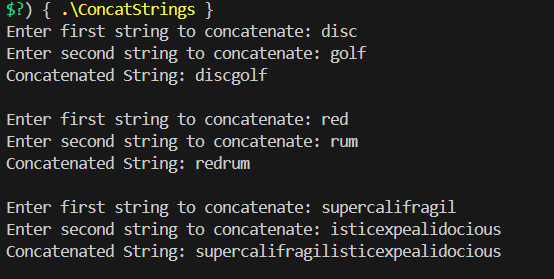 $?) { .\ConcatStrings }
Enter first string to concatenate: disc
Enter second string to concatenate: golf
Concatenated String: discgolf
Enter first string to concatenate: red
Enter second string to concatenate: rum
Concatenated String: redrum
Enter first string to concatenate: supercalifragil
Enter second string to concatenate: isticexpealidocious
Concatenated String: supercalifragilisticexpealidocious